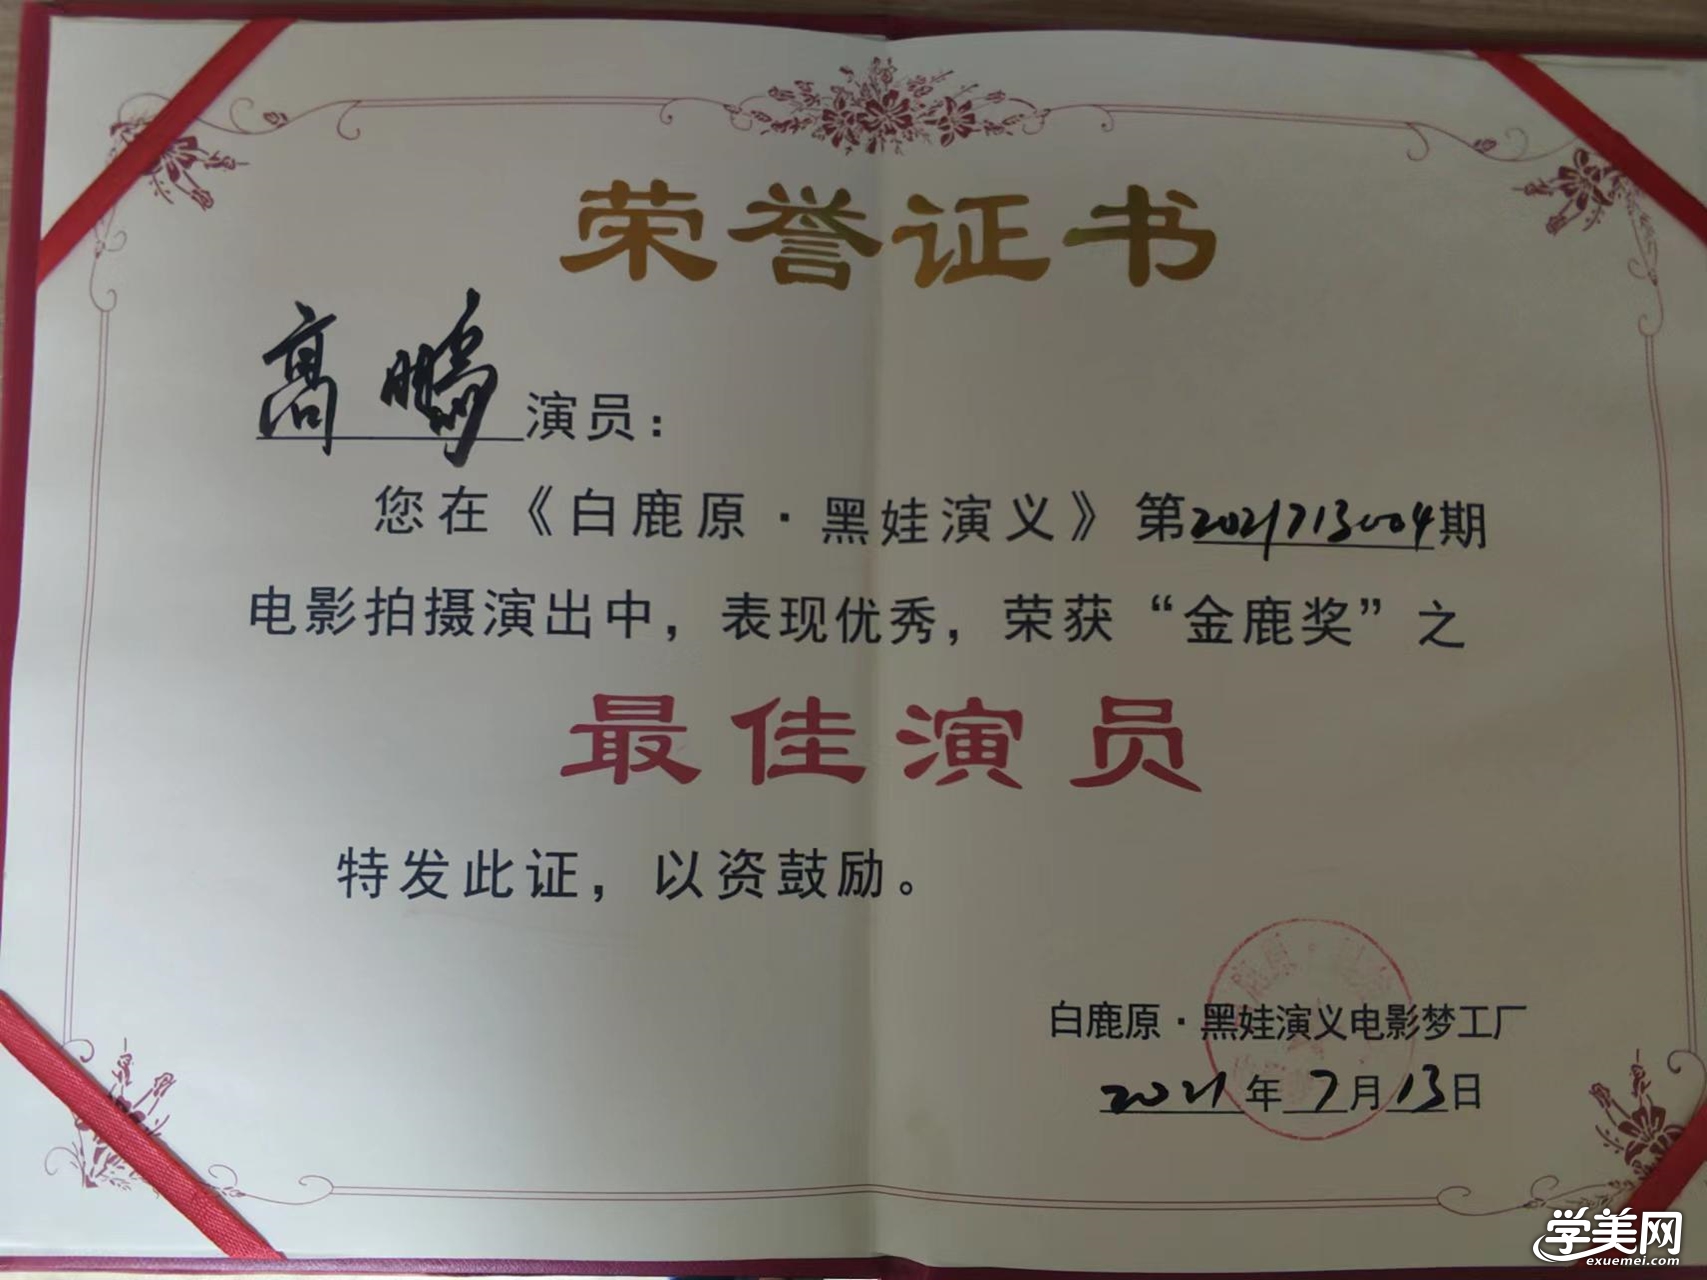 荣誉证书
高鹏演员：
您在《白鹿原·黑娃演义》第2021713004期
电影拍摄演出中，表现优秀，荣获“金鹿奖”之
最佳演员
特发此证，以资鼓励。
白鹿原·黑娃演义电影梦工厂
2021年7月13日
学美网
exuemei.com